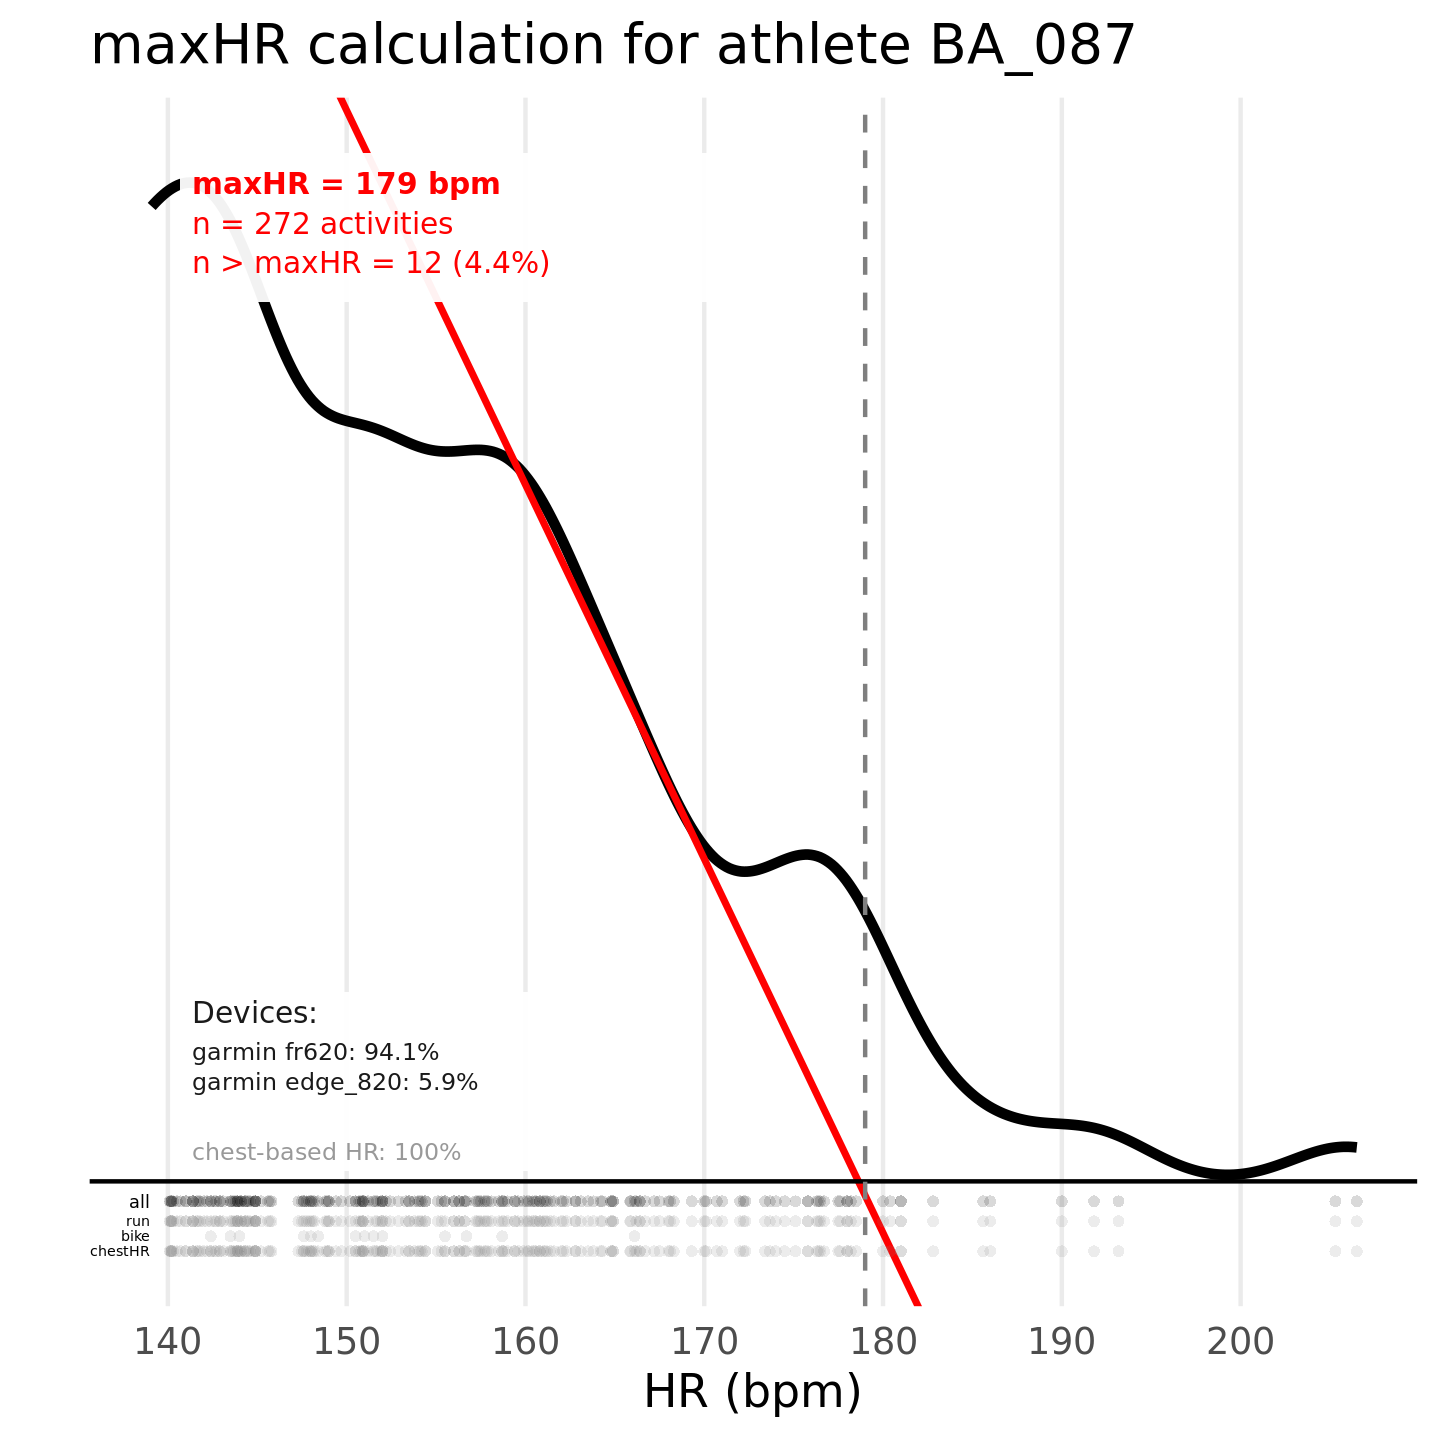 maxHR calculation for athlete BA_087
maxHR = 179 bpm
n = 272 activities
n > maxHR = 12 (4.4%)
Devices:
garmin fr620: 94.1%
garmin edge_820: 5.9%
chest-based HR: 100%
all
run
bike
chestHR
140 150 160 170 180 190 200
HR (bpm)